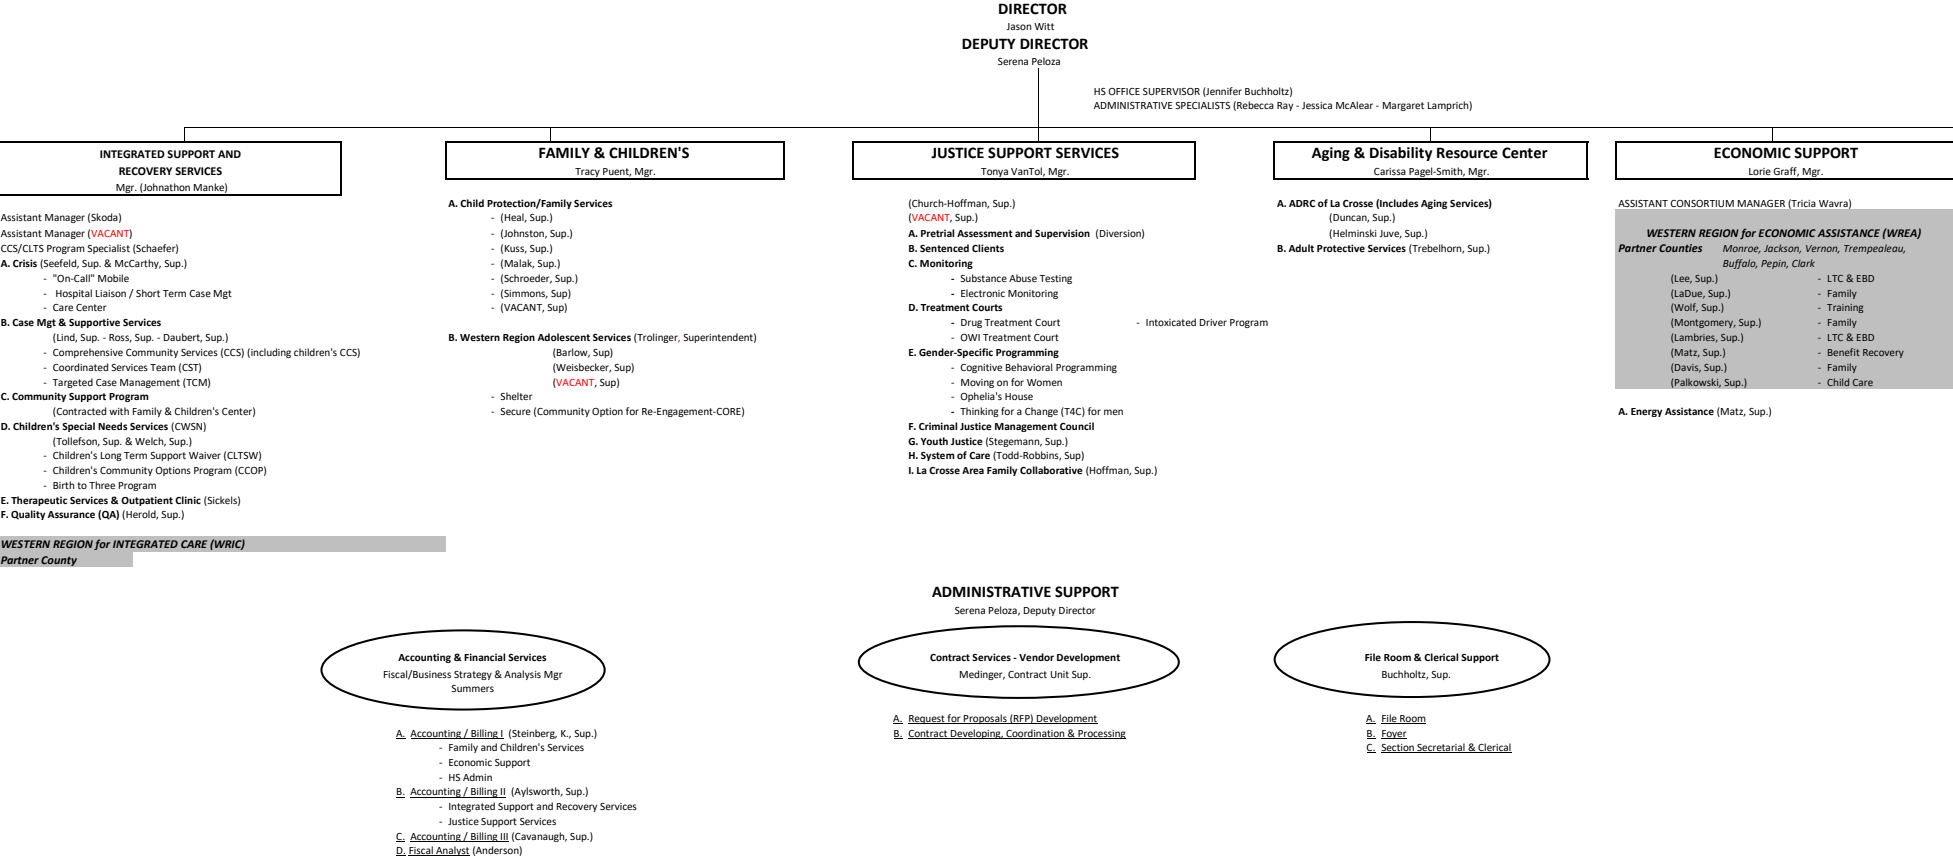 DIRECTOR
Jason Witt
DEPUTY DIRECTOR
Serena Peloza
HS OFFICE SUPERVISOR (Jennifer Buchholtz)
ADMINISTRATIVE SPECIALISTS (Rebecca Ray - Jessica McAlear - Margaret Lamprich)
INTEGRATED SUPPORT AND
RECOVERY SERVICES
Mgr. (Johnathon Manke)
Assistant Manager (Skoda)
Assistant Manager (VACANT)
CCS/CLTS Program Specialist (Schaefer)
A. Crisis (Seefeld, Sup. & McCarthy, Sup.)
- "On-Call" Mobile
- Hospital Liaison / Short Term Case Mgt
- Care Center
B. Case Mgt & Supportive Services
(Lind, Sup. - Ross, Sup. - Daubert, Sup.)
- Comprehensive Community Services (CCS) (including children's CCS)
- Coordinated Services Team (CST)
- Targeted Case Management (TCM)
C. Community Support Program
(Contracted with Family & Children's Center)
D. Children's Special Needs Services (CWSN)
(Tollefson, Sup. & Welch, Sup.)
- Children's Long Term Support Waiver (CLTSW)
- Children's Community Options Program (CCOP)
- Birth to Three Program
E. Therapeutic Services & Outpatient Clinic (Sickels)
F. Quality Assurance (QA) (Herold, Sup.)
WESTERN REGION for INTEGRATED CARE (WRIC)
Partner County
FAMILY & CHILDREN'S
Tracy Puent, Mgr.
A. Child Protection/Family Services
- (Heal, Sup.)
- (Johnston, Sup.)
- (Kuss, Sup.)
- (Malak, Sup.)
- (Schroeder, Sup.)
- (Simmons, Sup)
- (VACANT, Sup)
B. Western Region Adolescent Services (Trolinger, Superintendent)
(Barlow, Sup)
(Weisbecker, Sup)
(VACANT, Sup)
- Shelter
- Secure (Community Option for Re-Engagement-CORE)
JUSTICE SUPPORT SERVICES
Tonya VanTol, Mgr.
(Church-Hoffman, Sup.)
(VACANT, Sup.)
A. Pretrial Assessment and Supervision (Diversion)
B. Sentenced Clients
C. Monitoring
- Substance Abuse Testing
- Electronic Monitoring
D. Treatment Courts
- Drug Treatment Court - Intoxicated Driver Program
- OWI Treatment Court
E. Gender-Specific Programming
- Cognitive Behavioral Programming
- Moving on for Women
- Ophelia's House
- Thinking for a Change (T4C) for men
F. Criminal Justice Management Council
G. Youth Justice (Stegemann, Sup.)
H. System of Care (Todd-Robbins, Sup)
I. La Crosse Area Family Collaborative (Hoffman, Sup.)
Aging & Disability Resource Center
Carissa Pagel-Smith, Mgr.
A. ADRC of La Crosse (Includes Aging Services)
(Duncan, Sup.)
(Helminski Juve, Sup.)
B. Adult Protective Services (Trebelhorn, Sup.)
ECONOMIC SUPPORT
Lorie Graff, Mgr.
ASSISTANT CONSORTIUM MANAGER (Tricia Wavra)
WESTERN REGION for ECONOMIC ASSISTANCE (WREA)
Partner Counties Monroe, Jackson, Vernon, Trempealeau,
Buffalo, Pepin, Clark
(Lee, Sup.) - LTC & EBD
(LaDue, Sup.) - Family
(Wolf, Sup.) - Training
(Montgomery, Sup.) - Family
(Lambries, Sup.) - LTC & EBD
(Matz, Sup.) - Benefit Recovery
(Davis, Sup.) - Family
(Palkowski, Sup.) - Child Care
A. Energy Assistance (Matz, Sup.)
ADMINISTRATIVE SUPPORT
Serena Peloza, Deputy Director
Accounting & Financial Services
Fiscal/Business Strategy & Analysis Mgr
Summers
A. Accounting / Billing I (Steinberg, K., Sup.)
- Family and Children's Services
- Economic Support
- HS Admin
B. Accounting / Billing II (Aylsworth, Sup.)
- Integrated Support and Recovery Services
- Justice Support Services
C. Accounting / Billing III (Cavanaugh, Sup.)
D. Fiscal Analyst (Anderson)
Contract Services - Vendor Development
Medinger, Contract Unit Sup.
A. Request for Proposals (RFP) Development
B. Contract Developing, Coordination & Processing
File Room & Clerical Support
Buchholtz, Sup.
A. File Room
B. Foyer
C. Section Secretarial & Clerical